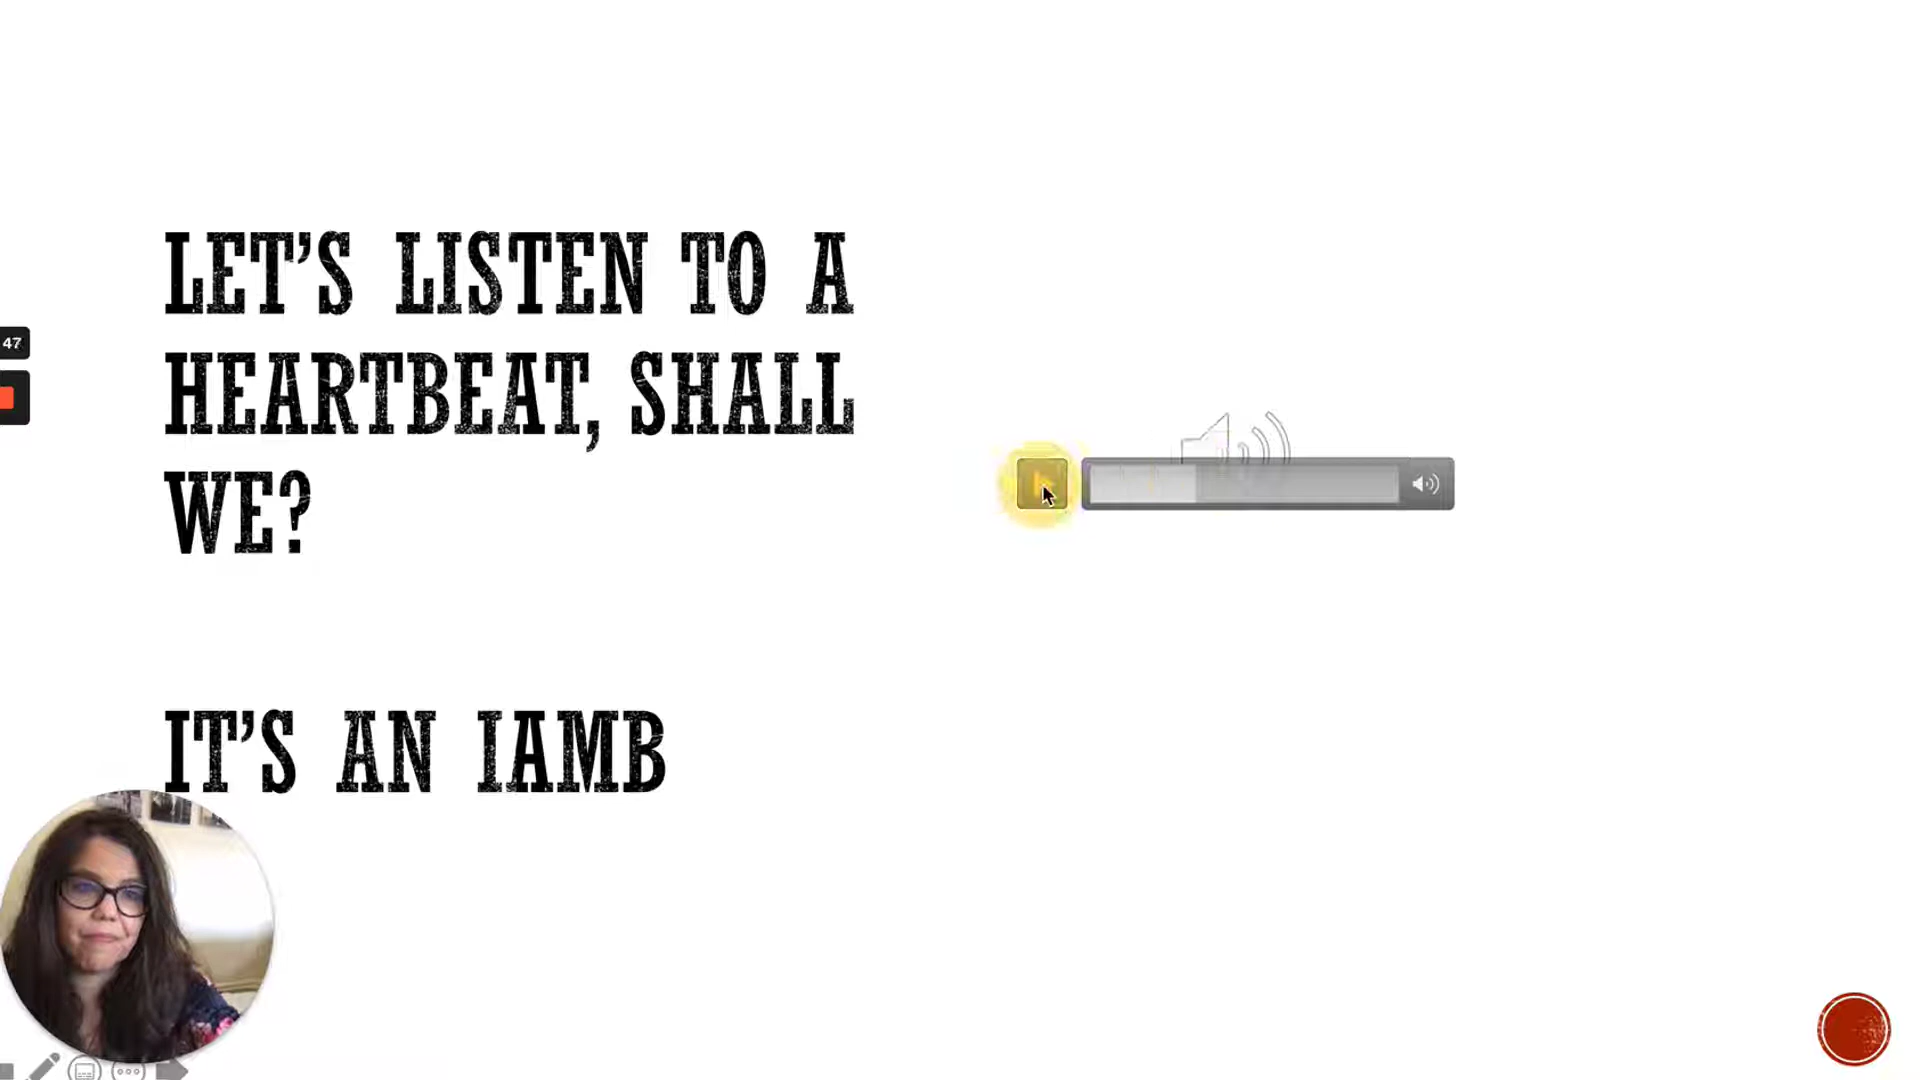 LET'S LISTEN TO A
HEARTBEAT, SHALL
WE?
IT'S AN IAMB
47